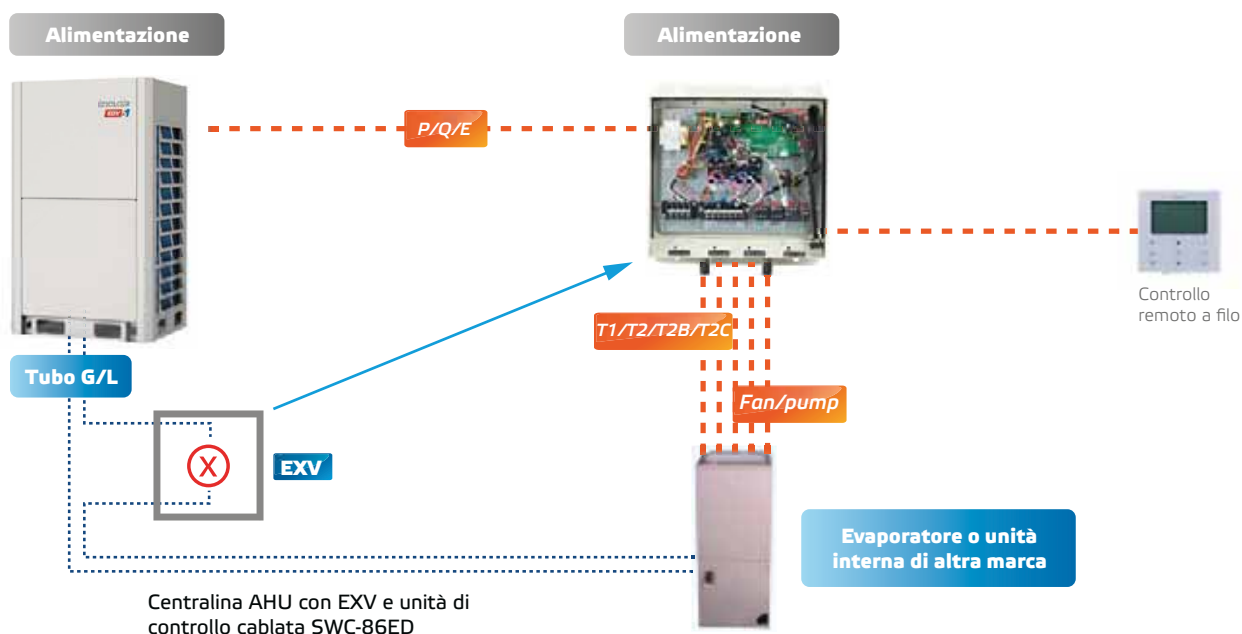 Alimentazione
Alimentazione
P/Q/E
Controllo
remoto a filo
T1/T2/T2B/T2C
Tubo G/L
Fan/pump
X
EXV
Evaporatore o unità
interna di altra marca
Centralina AHU con EXV e unità di
controllo cablata SWC-86ED